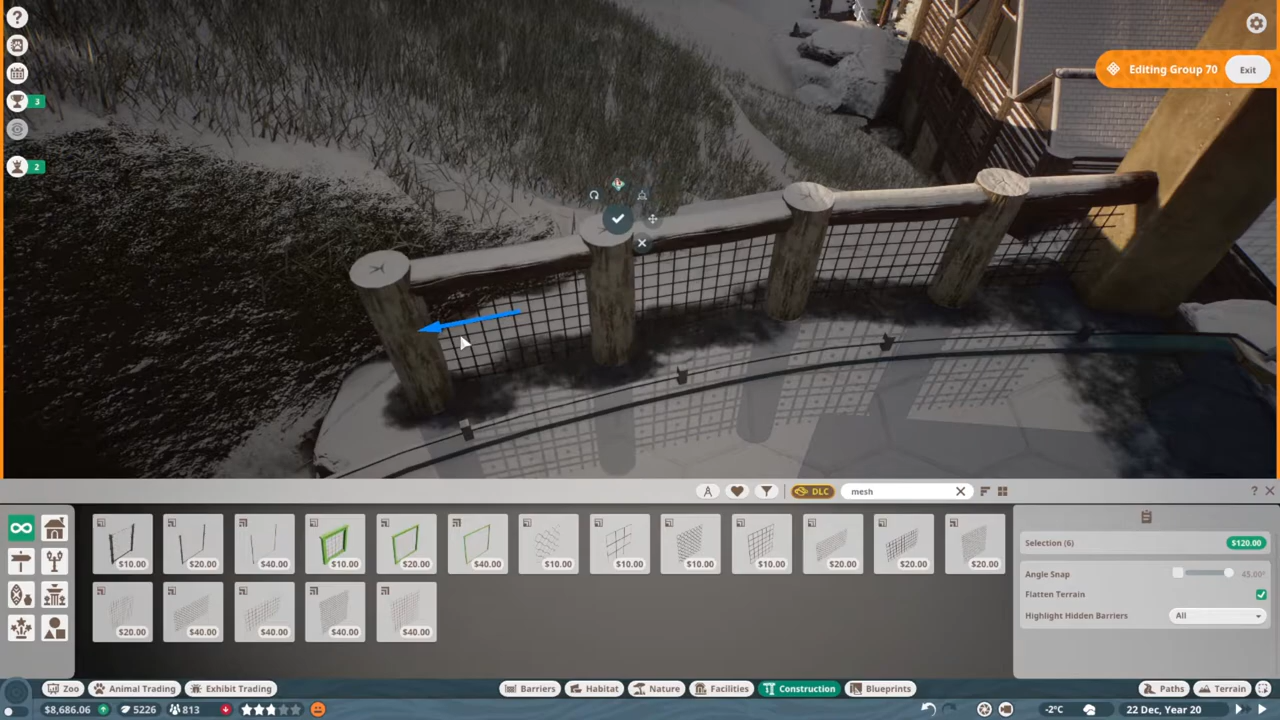 ?
Editing Group 70 Exit
3
2
DLC mesh ?
$10.00 $20.00 $40.00 $10.00 $20.00 $40.00 $10.00 $10.00 $10.00 $10.00 $20.00 $20.00 $20.00
$20.00 $40.00 $40.00 $40.00 $40.00
Selection (6) $120.00
Angle Snap 45.00°
Flatten Terrain
Highlight Hidden Barriers All
Zoo Animal Trading Exhibit Trading Barriers Habitat Nature Facilities Construction Blueprints Paths Terrain
$8,686.06 5226 813 -2°C 22 Dec, Year 20